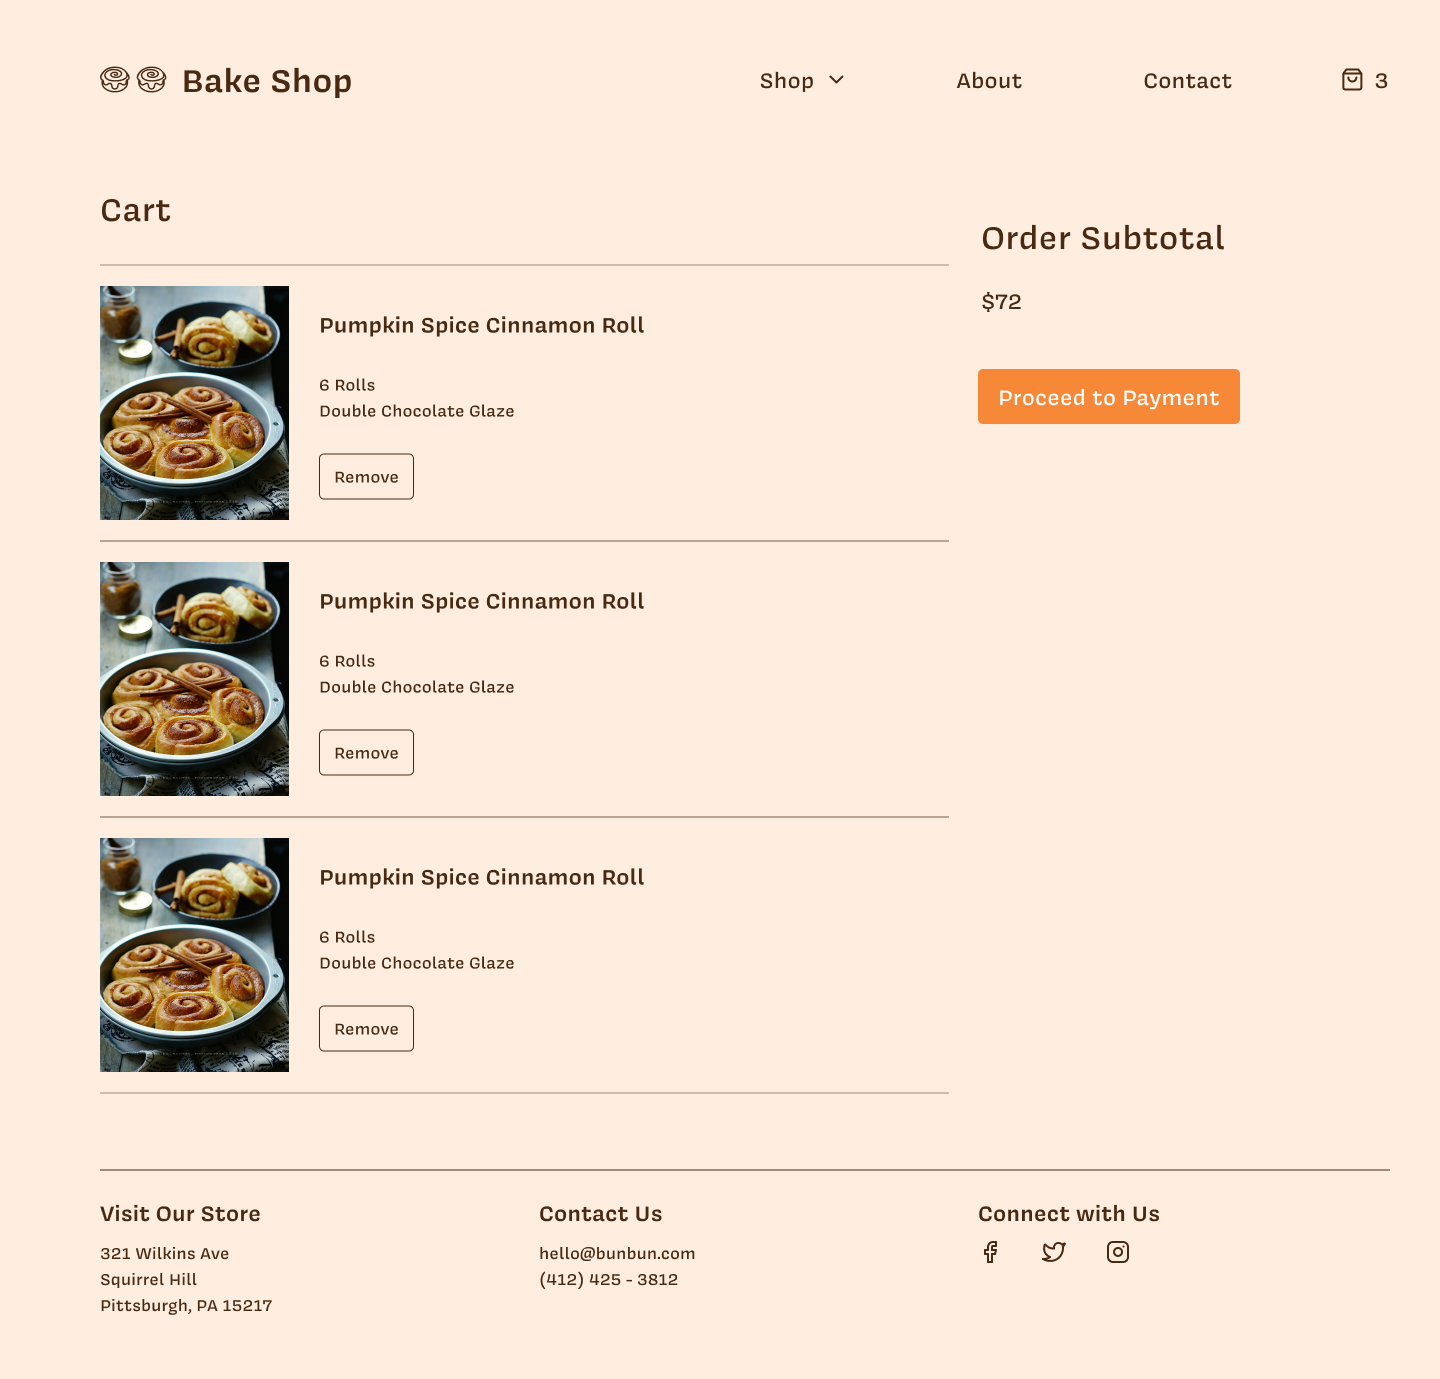 Bake Shop
Shop
About
Contact
3
Cart
Pumpkin Spice Cinnamon Roll
6 Rolls
Double Chocolate Glaze
Remove
Pumpkin Spice Cinnamon Roll
6 Rolls
Double Chocolate Glaze
Remove
Pumpkin Spice Cinnamon Roll
6 Rolls
Double Chocolate Glaze
Remove
Order Subtotal
$72
Proceed to Payment
Visit Our Store
321 Wilkins Ave
Squirrel Hill
Pittsburgh, PA 15217
Contact Us
hello@bunbun.com
(412) 425 - 3812
Connect with Us